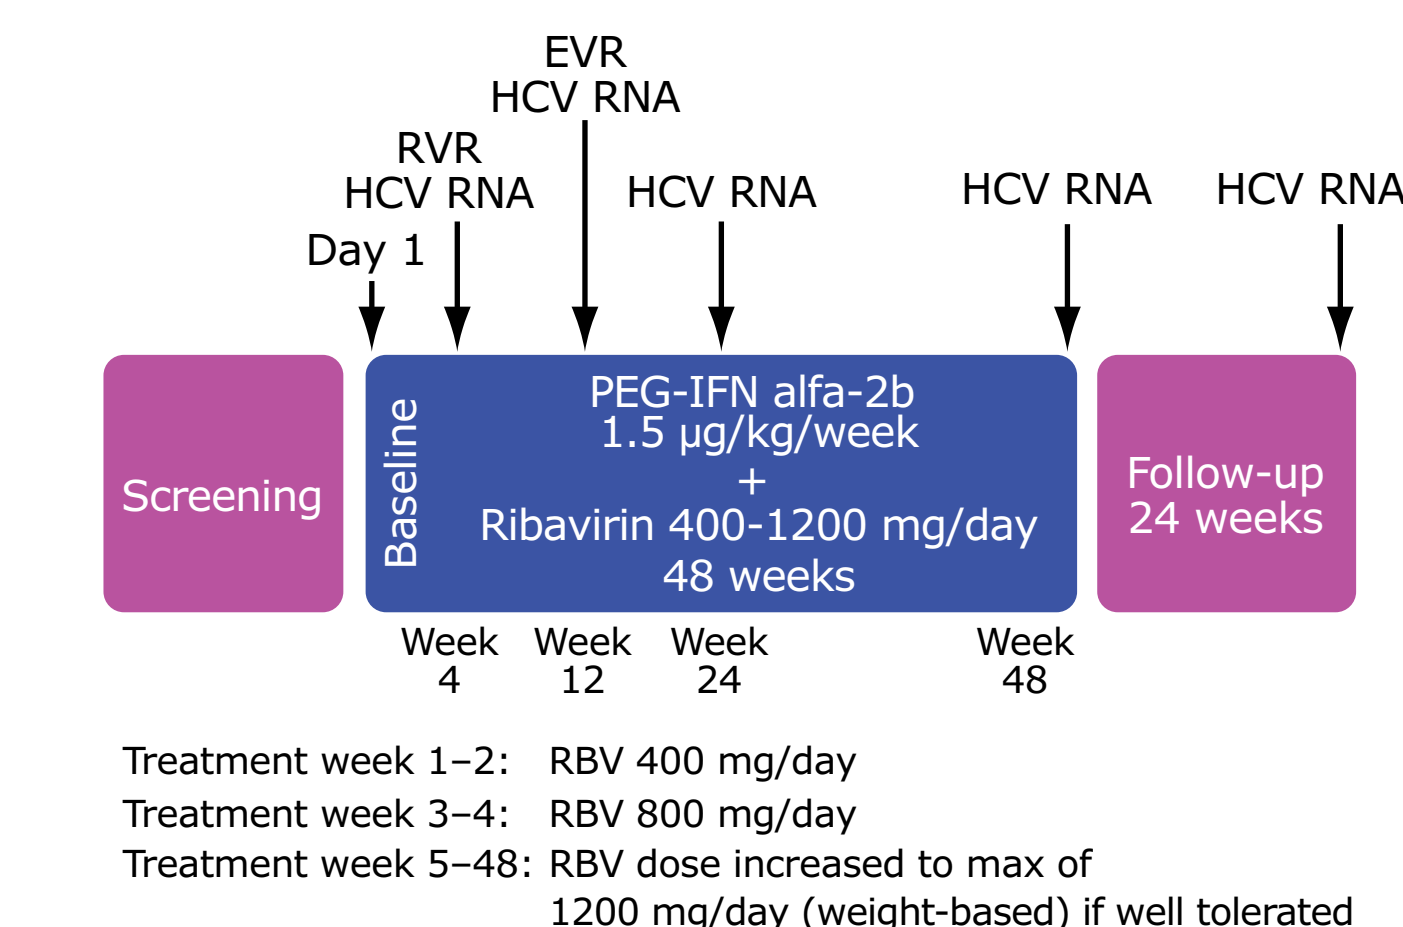 EVR
HCV RNA
RVR
HCV RNA
HCV RNA
HCV RNA
HCV RNA
Day 1
Screening
Baseline
PEG-IFN alfa-2b
1.5 µg/kg/week
+
Ribavirin 400-1200 mg/day
48 weeks
Follow-up
24 weeks
Week
4
Week
12
Week
24
Week
48
Treatment week 1–2: RBV 400 mg/day
Treatment week 3–4: RBV 800 mg/day
Treatment week 5–48: RBV dose increased to max of
1200 mg/day (weight-based) if well tolerated